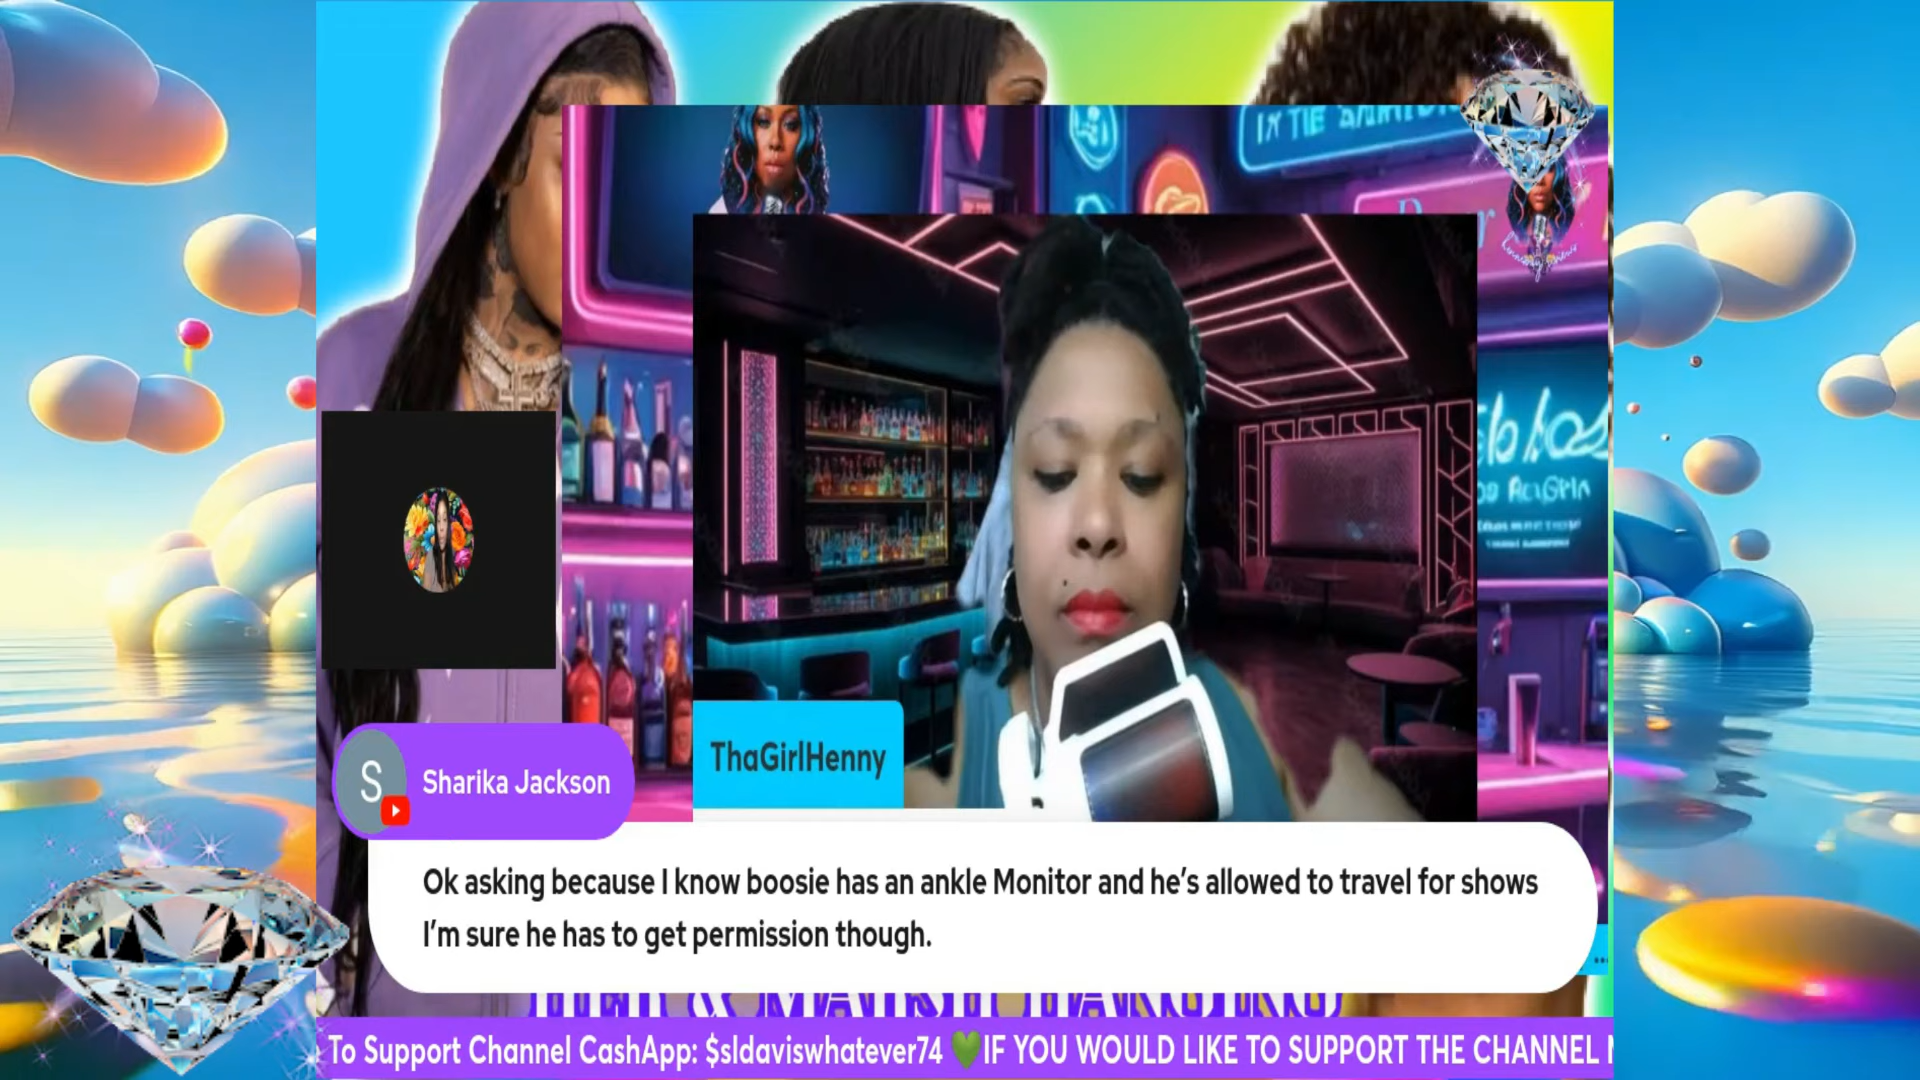 ThaGirlHenny
S
Sharika Jackson
Ok asking because I know boosie has an ankle Monitor and he's allowed to travel for shows
I'm sure he has to get permission though.
To Support Channel CashApp: $sldaviswhatever74 💚IF YOU WOULD LIKE TO SUPPORT THE CHANNEL